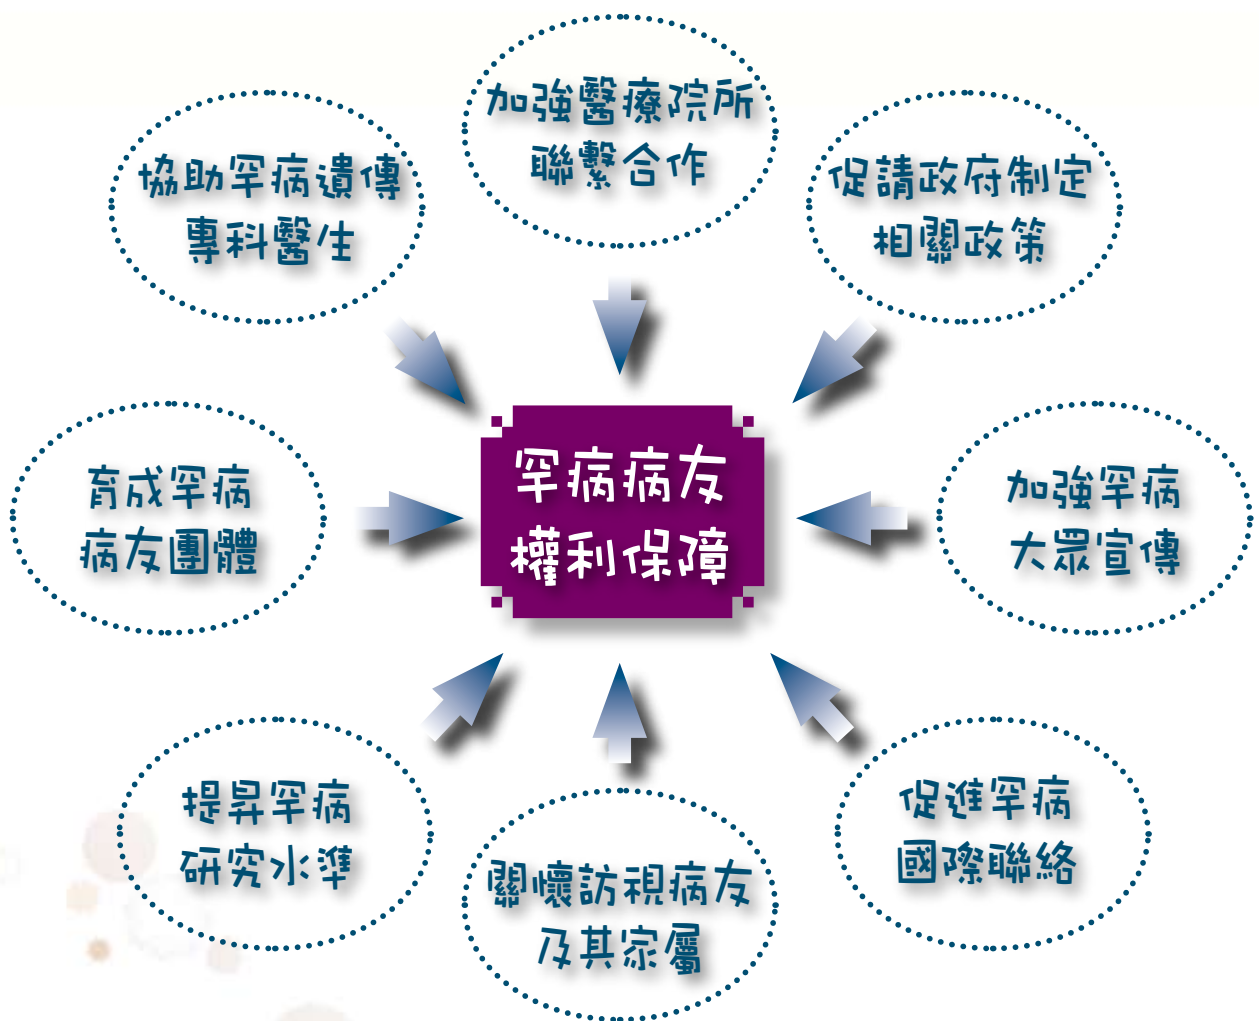 加強醫療院所
聯繫合作
協助罕病遺傳
專科醫生
促請政府制定
相關政策
育成罕病
病友團體
罕病病友
權利保障
加強罕病
大眾宣傳
提昇罕病
研究水準
關懷訪視病友
及其家屬
促進罕病
國際聯絡